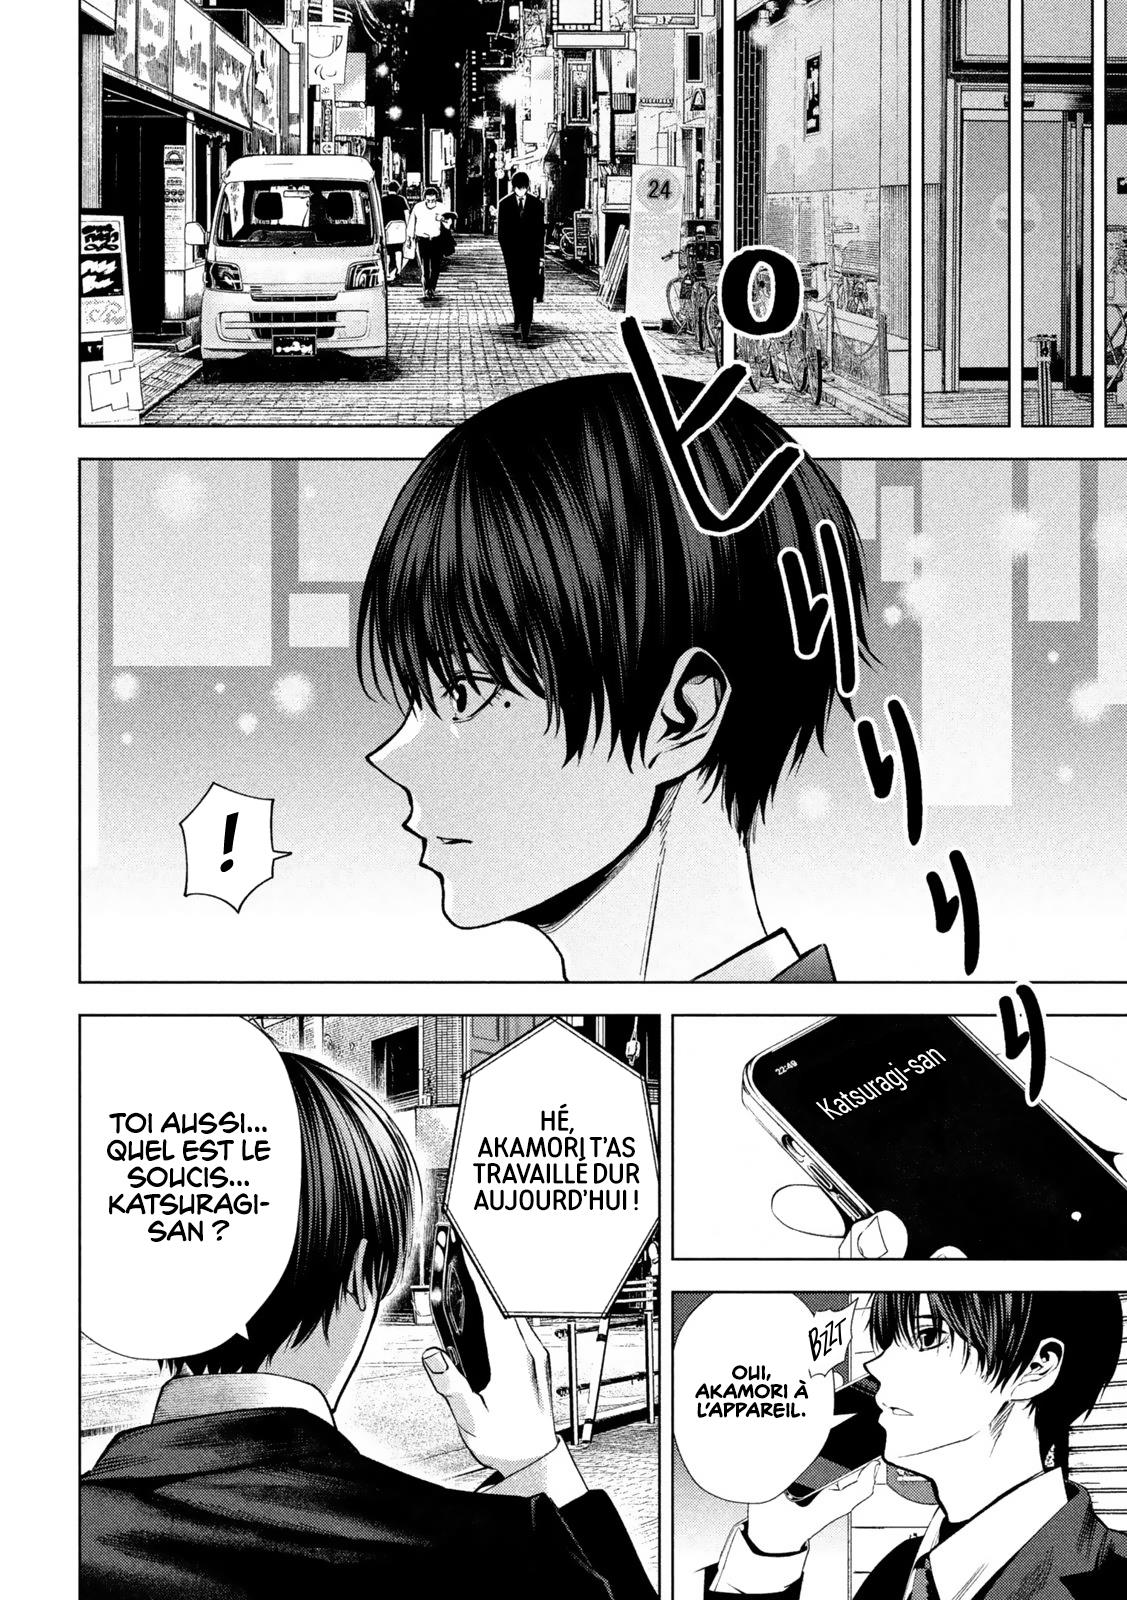 24
ピリリリリ
!
22:49
Katsuragi-san
BZZT
OUI,
AKAMORI À
L'APPAREIL.
HÉ,
AKAMORI T'AS
TRAVAILLÉ DUR
AUJOURD'HUI !
TOI AUSSI...
QUEL EST LE
SOUCIS...
KATSURAGI-
SAN ?